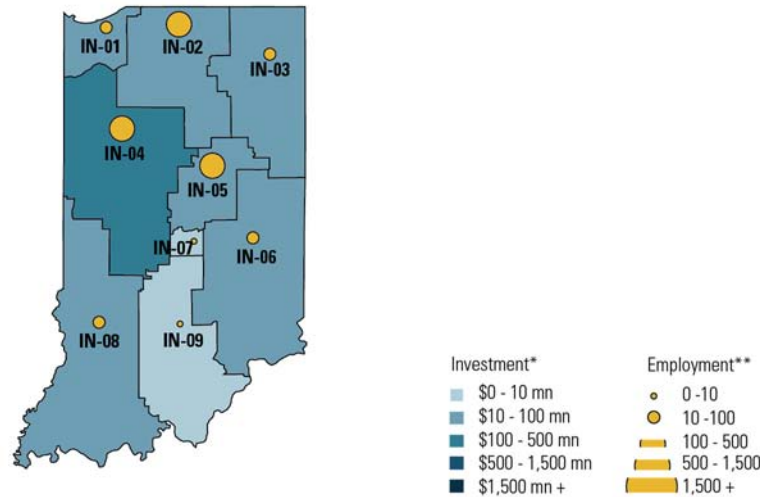 IN-01
IN-02
IN-03
IN-04
IN-05
IN-07
IN-06
IN-08
IN-09
Investment*
$0 - 10 mn
$10 - 100 mn
$100 - 500 mn
$500 - 1,500 mn
$1,500 mn +
Employment**
0 -10
10 -100
100 - 500
500 - 1,500
1,500 +